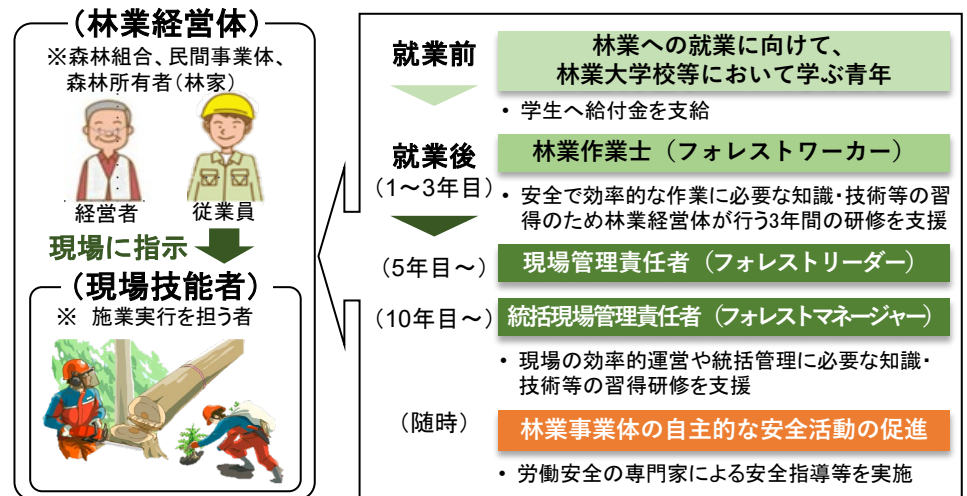 （林業経営体）
※森林組合、民間事業体、
森林所有者（林家）
経営者
従業員
現場に指示
（現場技能者）
※ 施業実行を担う者
就業前
林業への就業に向けて、
林業大学校等において学ぶ青年
・ 学生へ給付金を支給
就業後
（1～3年目）
林業作業士（フォレストワーカー）
・ 安全で効率的な作業に必要な知識・技術等の習
得のため林業経営体が行う3年間の研修を支援
（5年目～）
現場管理責任者（フォレストリーダー）
（10年目～）
統括現場管理責任者（フォレストマネージャー）
・ 現場の効率的運営や統括管理に必要な知識・
技術等の習得研修を支援
（随時）
林業事業体の自主的な安全活動の促進
・ 労働安全の専門家による安全指導等を実施